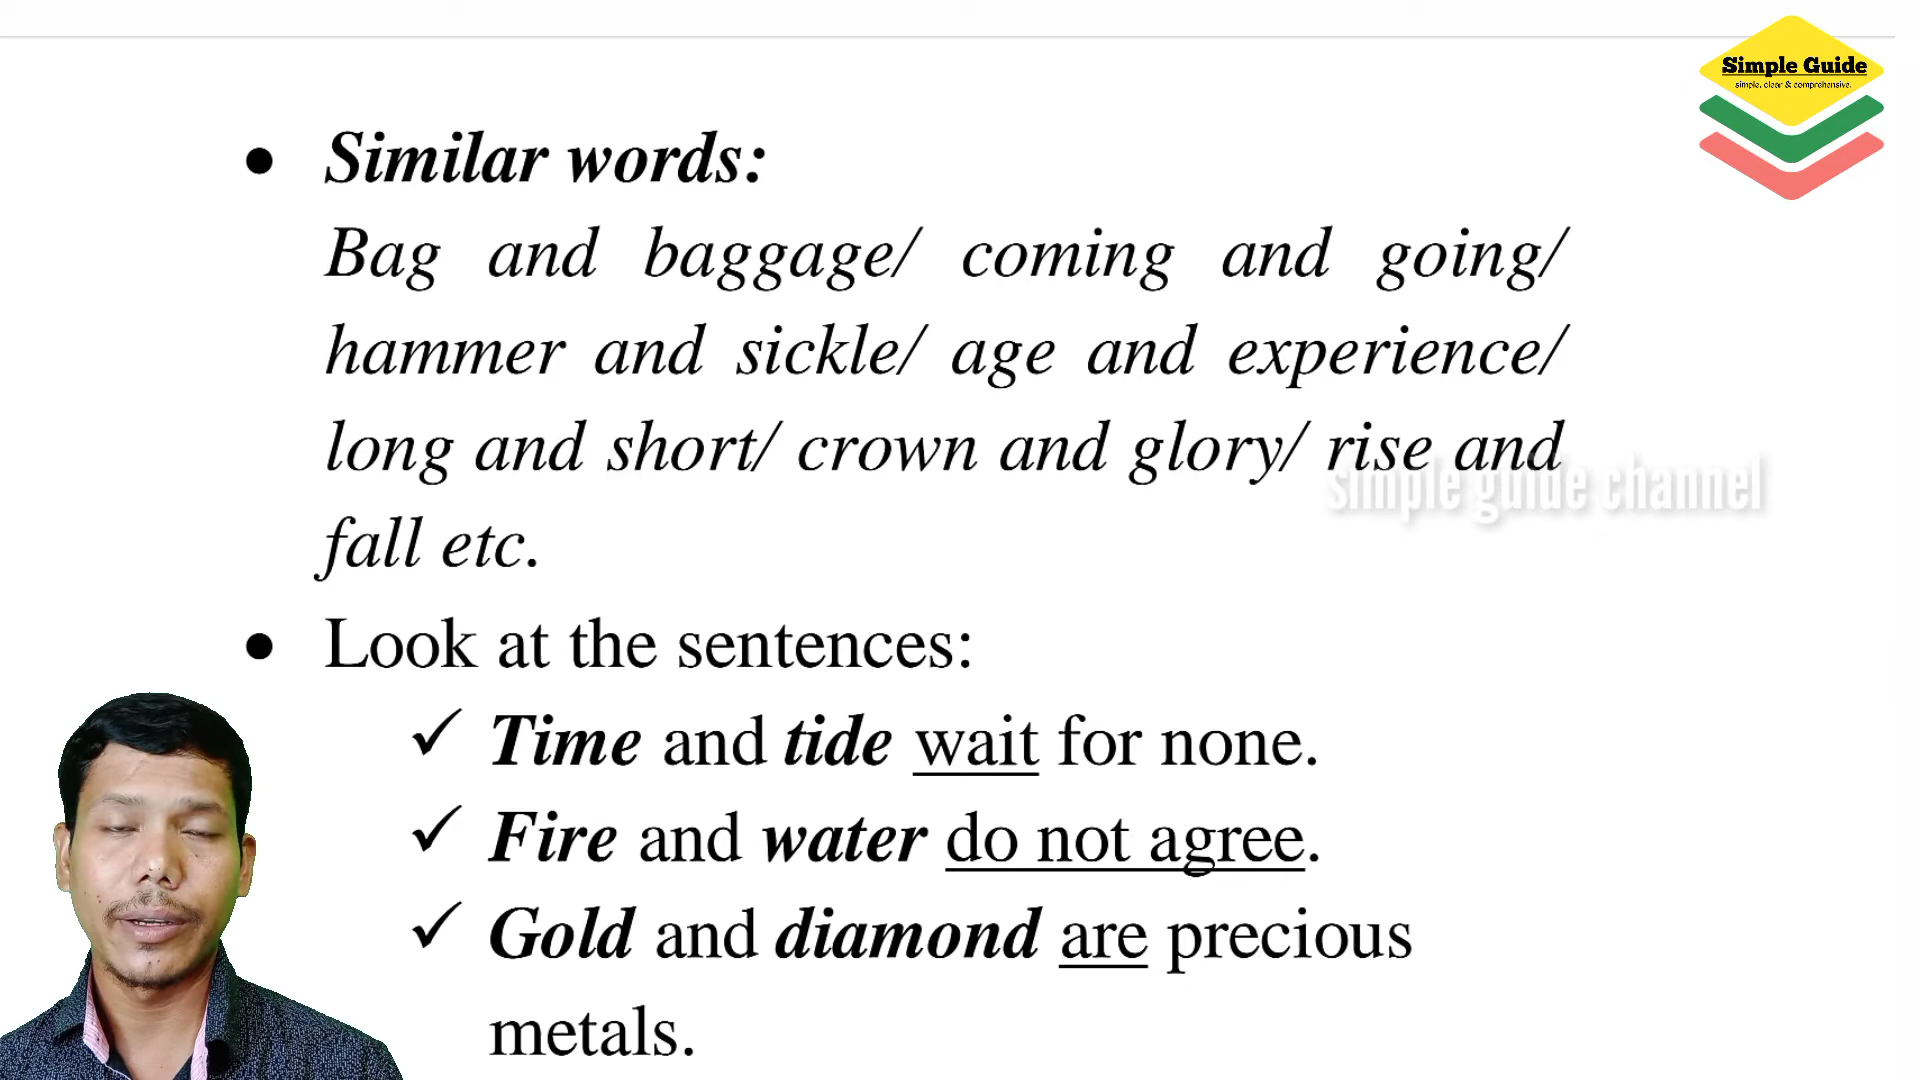 Simple Guide
simple, clear & comprehensive.
• Similar words:
Bag and baggage/ coming and going/
hammer and sickle/ age and experience/
long and short/ crown and glory/ rise and
fall etc.
simple guide channel
• Look at the sentences:
✓ Time and tide wait for none.
✓ Fire and water do not agree.
✓ Gold and diamond are precious
metals.